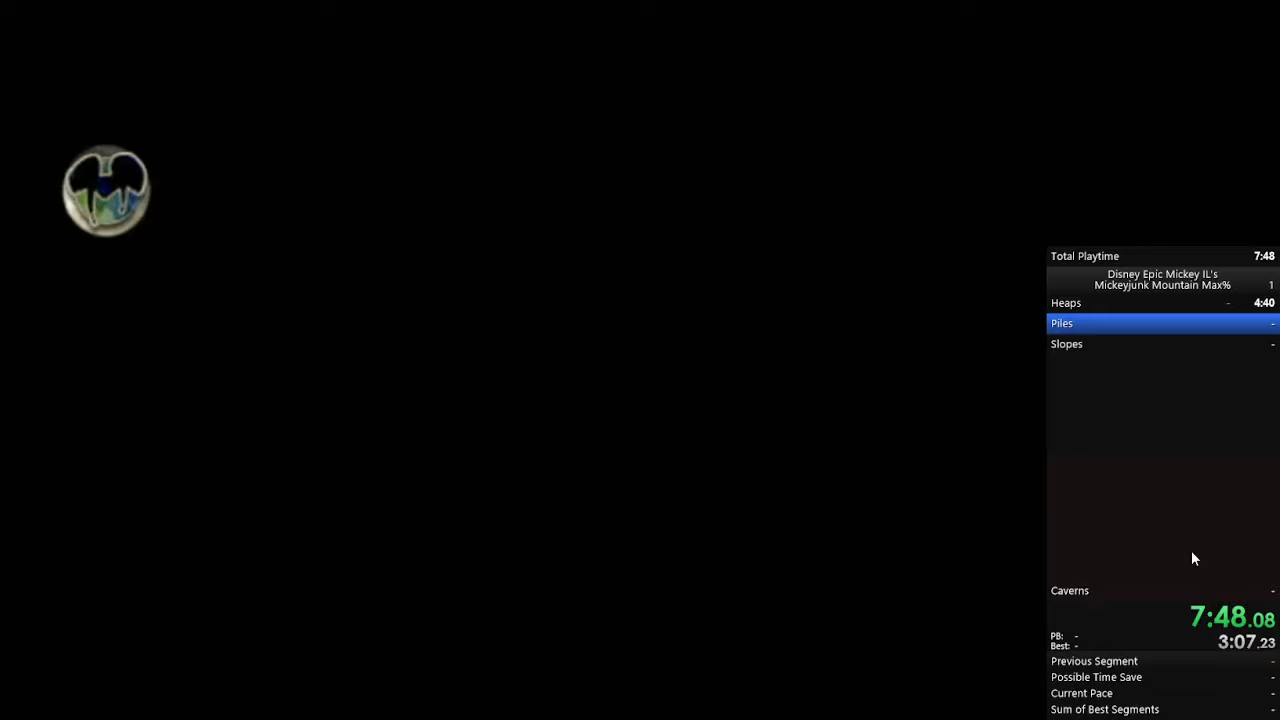 Total Playtime 7:48
Disney Epic Mickey IL's
Mickeyjunk Mountain Max% 1
Heaps - 4:40
Piles -
Slopes -
Caverns -
7:48.08
PB: -
Best: -
3:07.23
Previous Segment -
Possible Time Save -
Current Pace -
Sum of Best Segments -